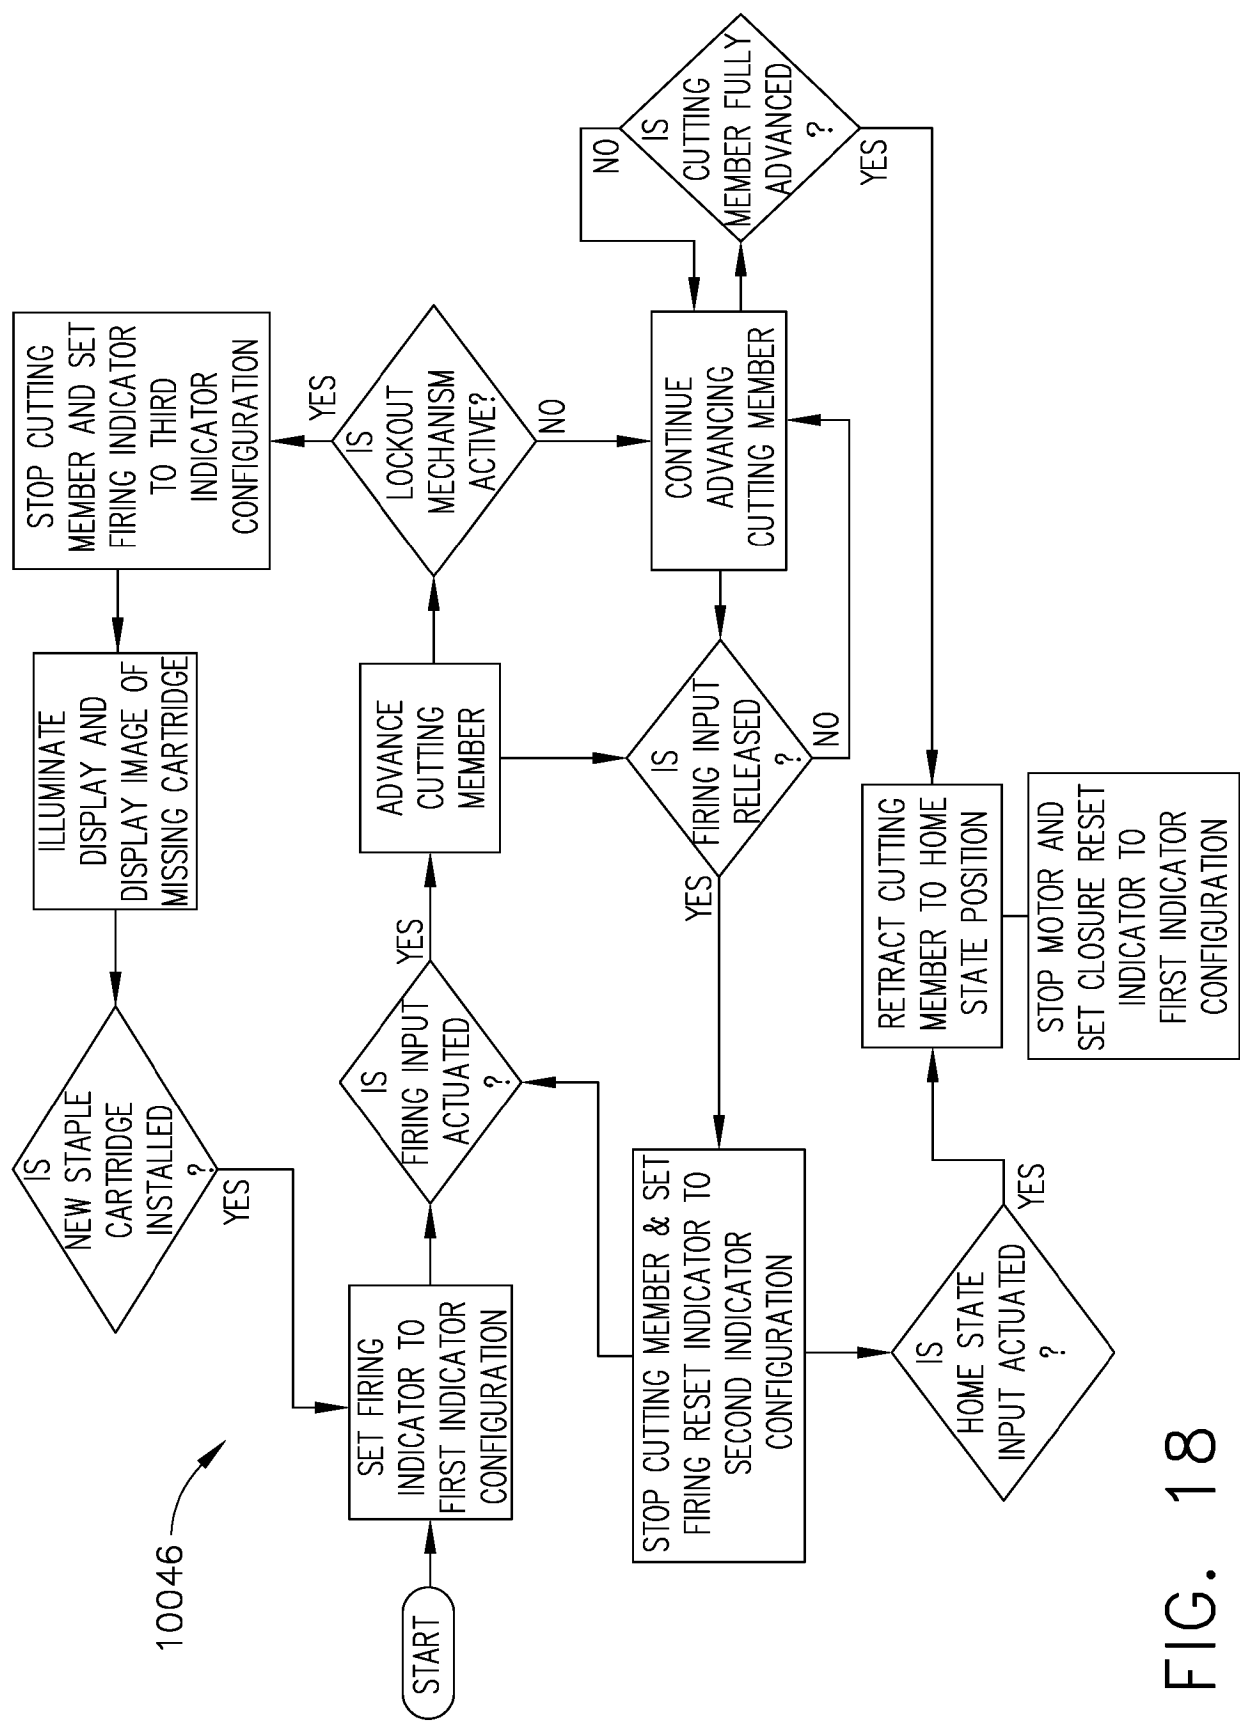 10046
START
SET FIRING
INDICATOR TO
FIRST INDICATOR
CONFIGURATION
IS
FIRING INPUT
ACTUATED
?
YES
ADVANCE
CUTTING
MEMBER
IS
LOCKOUT
MECHANISM
ACTIVE?
YES
NO
STOP CUTTING
MEMBER AND SET
FIRING INDICATOR
TO THIRD
INDICATOR
CONFIGURATION
ILLUMINATE
DISPLAY AND
DISPLAY IMAGE OF
MISSING CARTRIDGE
IS
NEW STAPLE
CARTRIDGE
INSTALLED
?
YES
CONTINUE
ADVANCING
CUTTING MEMBER
IS
CUTTING
MEMBER FULLY
ADVANCED
?
NO
YES
IS
FIRING INPUT
RELEASED
?
YES
NO
STOP CUTTING MEMBER & SET
FIRING RESET INDICATOR TO
SECOND INDICATOR
CONFIGURATION
IS
HOME STATE
INPUT ACTUATED
?
YES
RETRACT CUTTING
MEMBER TO HOME
STATE POSITION
STOP MOTOR AND
SET CLOSURE RESET
INDICATOR TO
FIRST INDICATOR
CONFIGURATION
FIG. 18